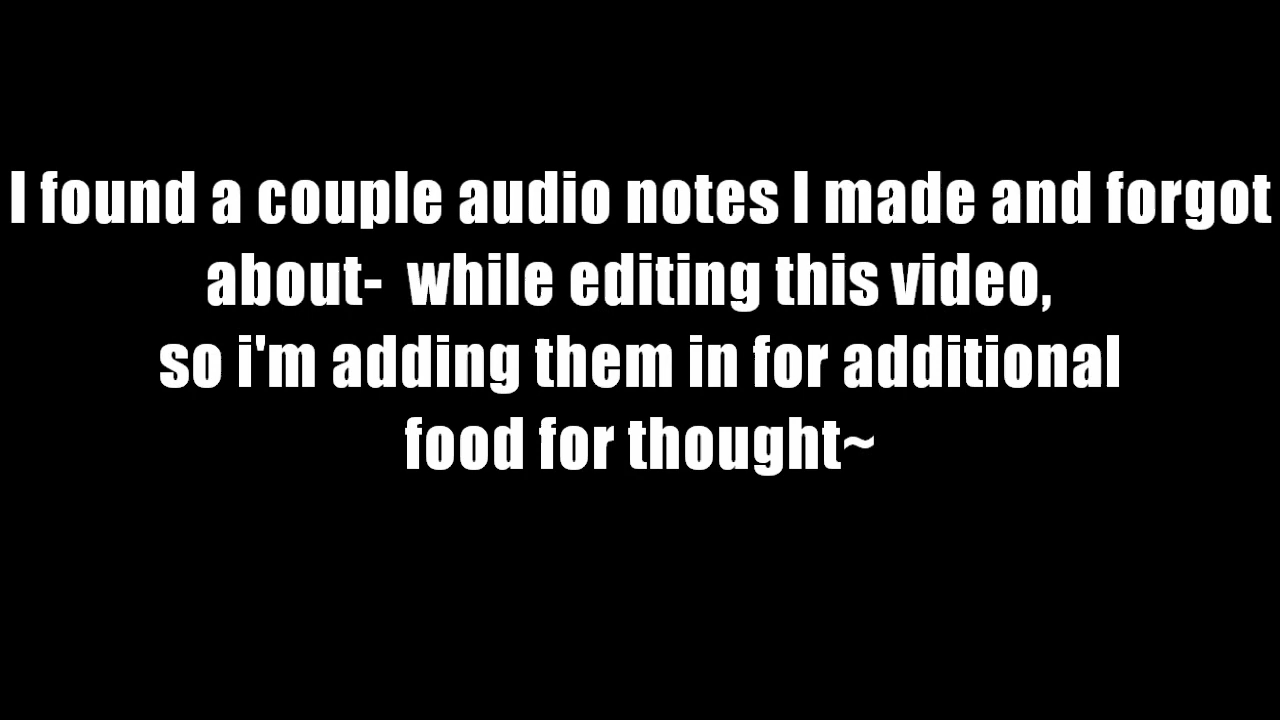 I found a couple audio notes I made and forgot
about-  while editing this video,
so i'm adding them in for additional
food for thought~